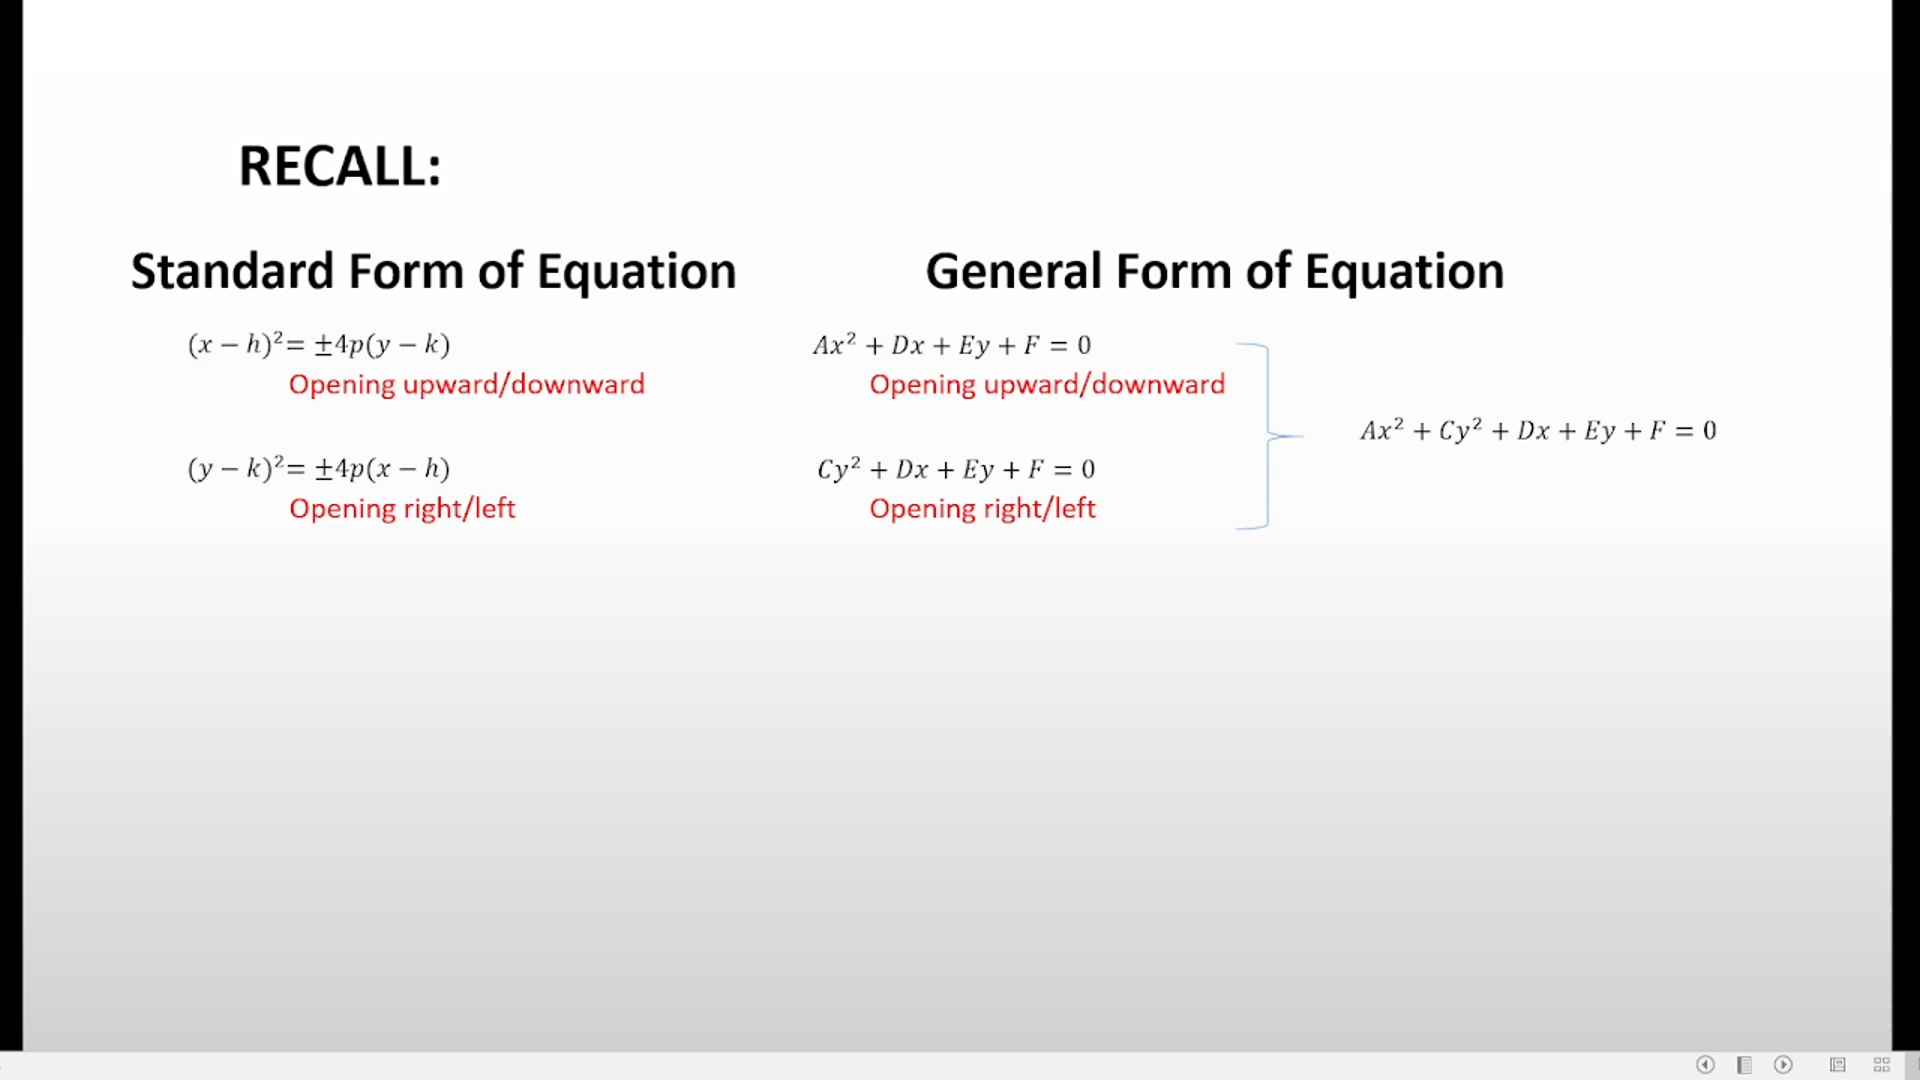 RECALL:
Standard Form of Equation
(x − h)²= ±4p(y − k)
Opening upward/downward
(y − k)²= ±4p(x − h)
Opening right/left
General Form of Equation
Ax² + Dx + Ey + F = 0
Opening upward/downward
Cy² + Dx + Ey + F = 0
Opening right/left
Ax² + Cy² + Dx + Ey + F = 0